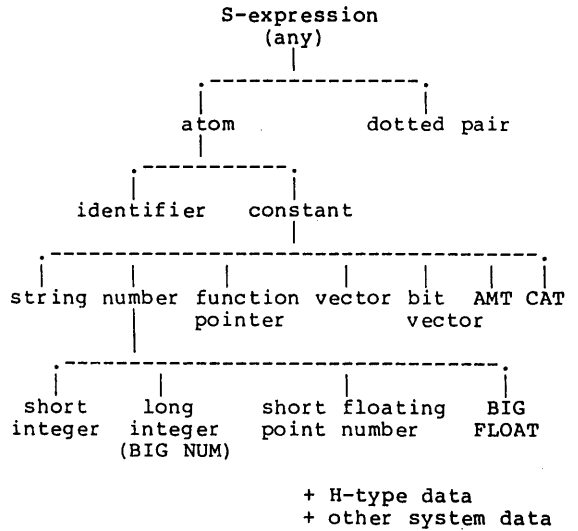 S-expression
(any)
atom dotted pair
identifier constant
string number function vector bit AMT CAT
pointer vector
short long short floating BIG
integer integer point number FLOAT
(BIG NUM)
+ H-type data
+ other system data